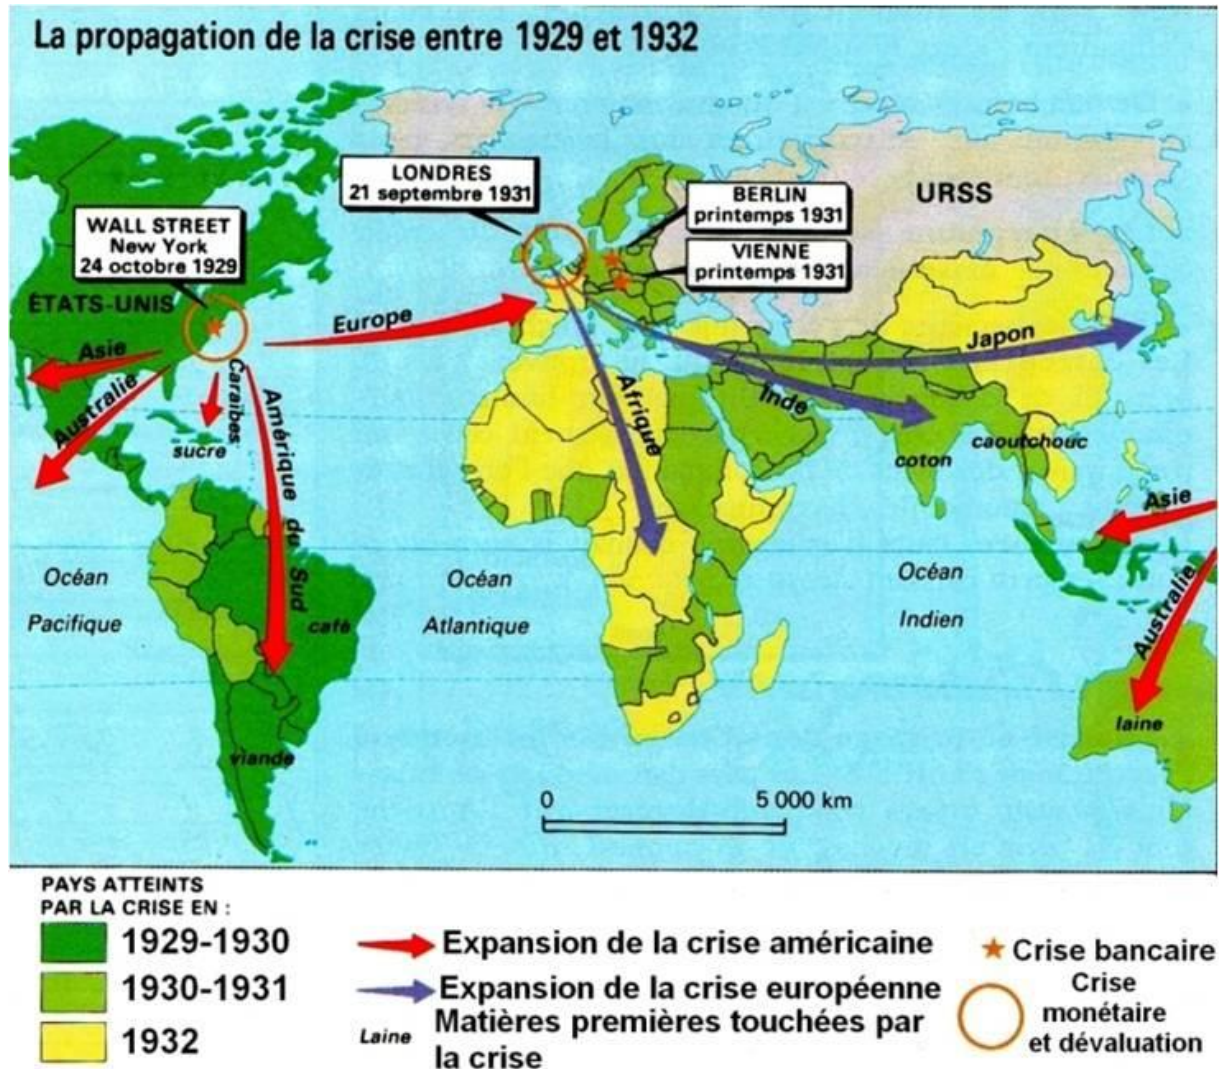 La propagation de la crise entre 1929 et 1932
LONDRES
21 septembre 1931
BERLIN
printemps 1931
VIENNE
printemps 1931
URSS
WALL STREET
New York
24 octobre 1929
ÉTATS-UNIS
Europe
Asie
Australie
Caraïbes
sucre
Amérique du Sud
Afrique
Japon
Inde
coton
caoutchouc
Asie
Australie
Océan
Pacifique
Océan
Atlantique
Océan
Indien
café
viande
laine
0 5 000 km
PAYS ATTEINTS
PAR LA CRISE EN :
1929-1930
1930-1931
1932
Expansion de la crise américaine
Expansion de la crise européenne
Laine Matières premières touchées par
la crise
Crise bancaire
Crise
monétaire
et dévaluation